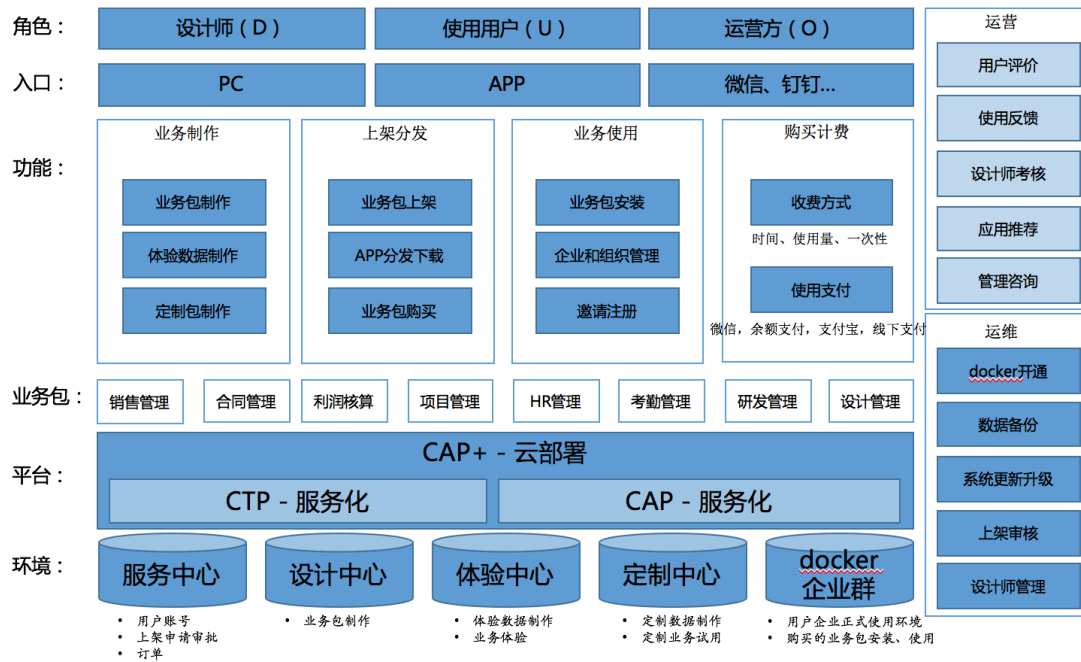 角色：
设计师（D）
使用用户（U）
运营方（O）
入口：
PC
APP
微信、钉钉...
功能：
业务制作
业务包制作
体验数据制作
定制包制作
上架分发
业务包上架
APP分发下载
业务包购买
业务使用
业务包安装
企业和组织管理
邀请注册
购买计费
收费方式
时间、使用量、一次性
使用支付
微信，余额支付，支付宝，线下支付
业务包：
销售管理
合同管理
利润核算
项目管理
HR管理
考勤管理
研发管理
设计管理
平台：
CAP+ - 云部署
CTP - 服务化
CAP - 服务化
环境：
服务中心
• 用户账号
• 上架申请审批
• 订单
设计中心
• 业务包制作
体验中心
• 体验数据制作
• 业务体验
定制中心
• 定制数据制作
• 定制业务试用
docker
企业群
• 用户企业正式使用环境
• 购买的业务包安装、使用
运营
用户评价
使用反馈
设计师考核
应用推荐
管理咨询
运维
docker开通
数据备份
系统更新升级
上架审核
设计师管理